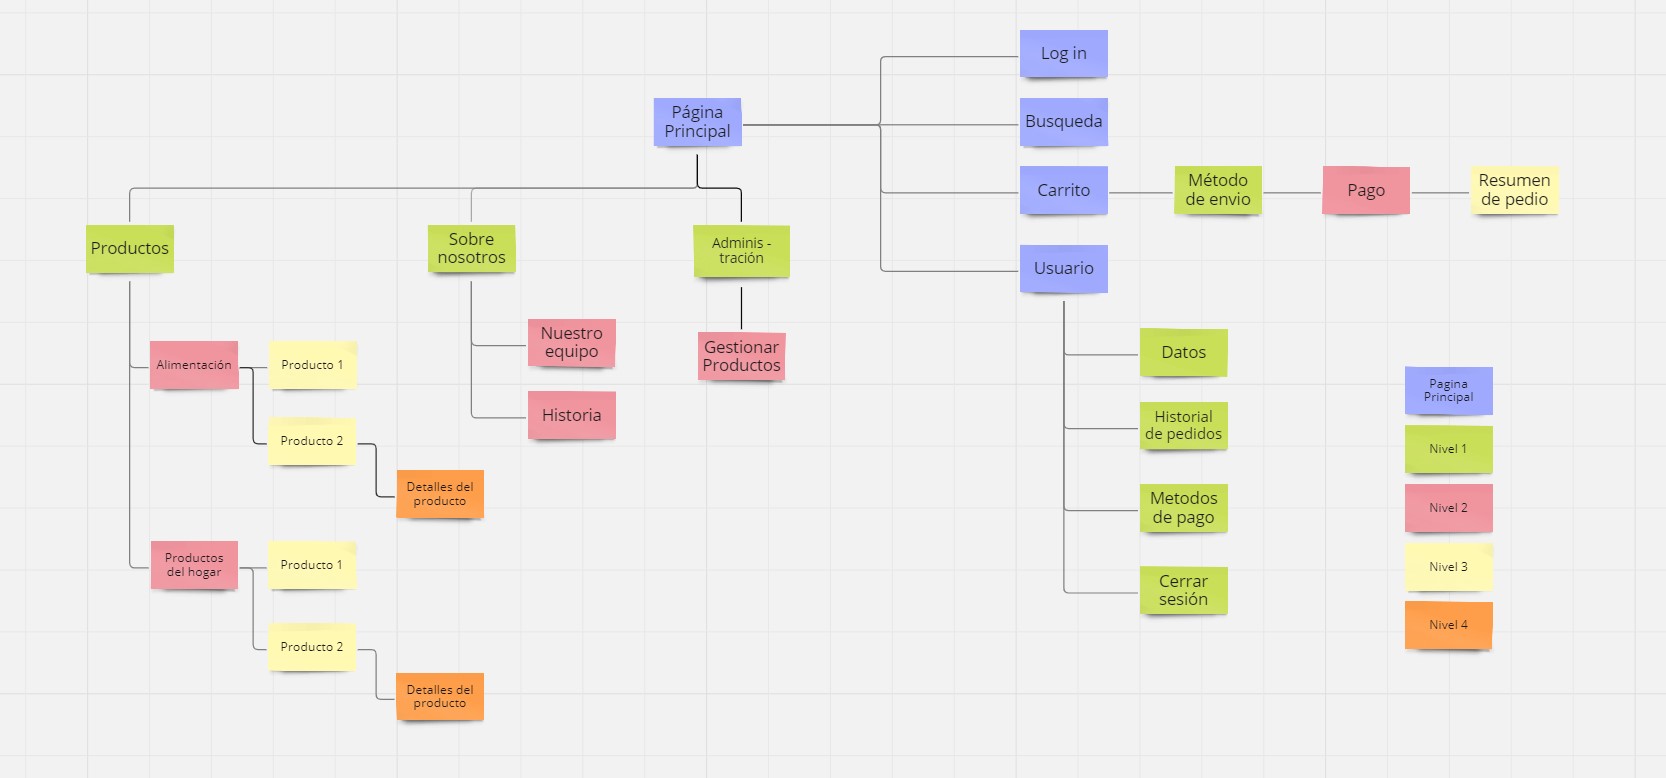 Log in
Página
Principal
Busqueda
Carrito
Método
de envio
Pago
Resumen
de pedio
Productos
Sobre
nosotros
Adminis -
tración
Usuario
Nuestro
equipo
Gestionar
Productos
Datos
Alimentación
Producto 1
Historia
Historial
de pedidos
Producto 2
Detalles del
producto
Metodos
de pago
Productos
del hogar
Producto 1
Cerrar
sesión
Producto 2
Detalles del
producto
Pagina
Principal
Nivel 1
Nivel 2
Nivel 3
Nivel 4